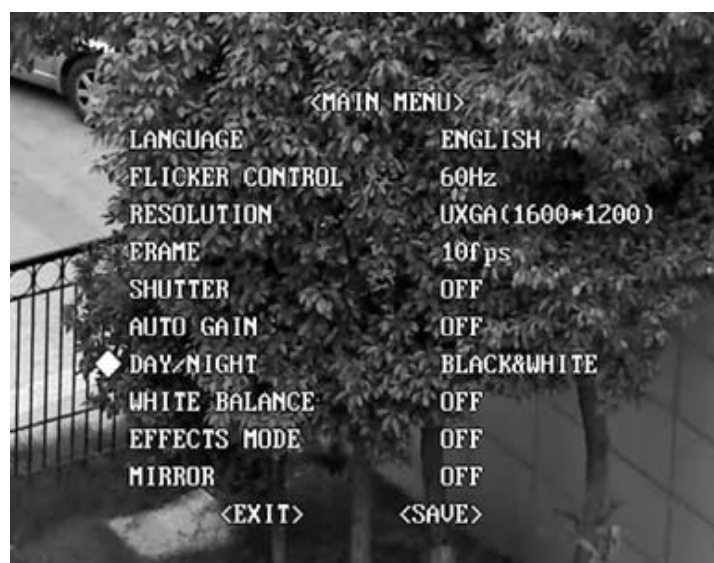 <MAIN MENU>
LANGUAGE ENGLISH
FLICKER CONTROL 60Hz
RESOLUTION UXGA(1600*1200)
FRAME 10fps
SHUTTER OFF
AUTO GAIN OFF
DAY/NIGHT BLACK&WHITE
WHITE BALANCE OFF
EFFECTS MODE OFF
MIRROR OFF
<EXIT> <SAVE>